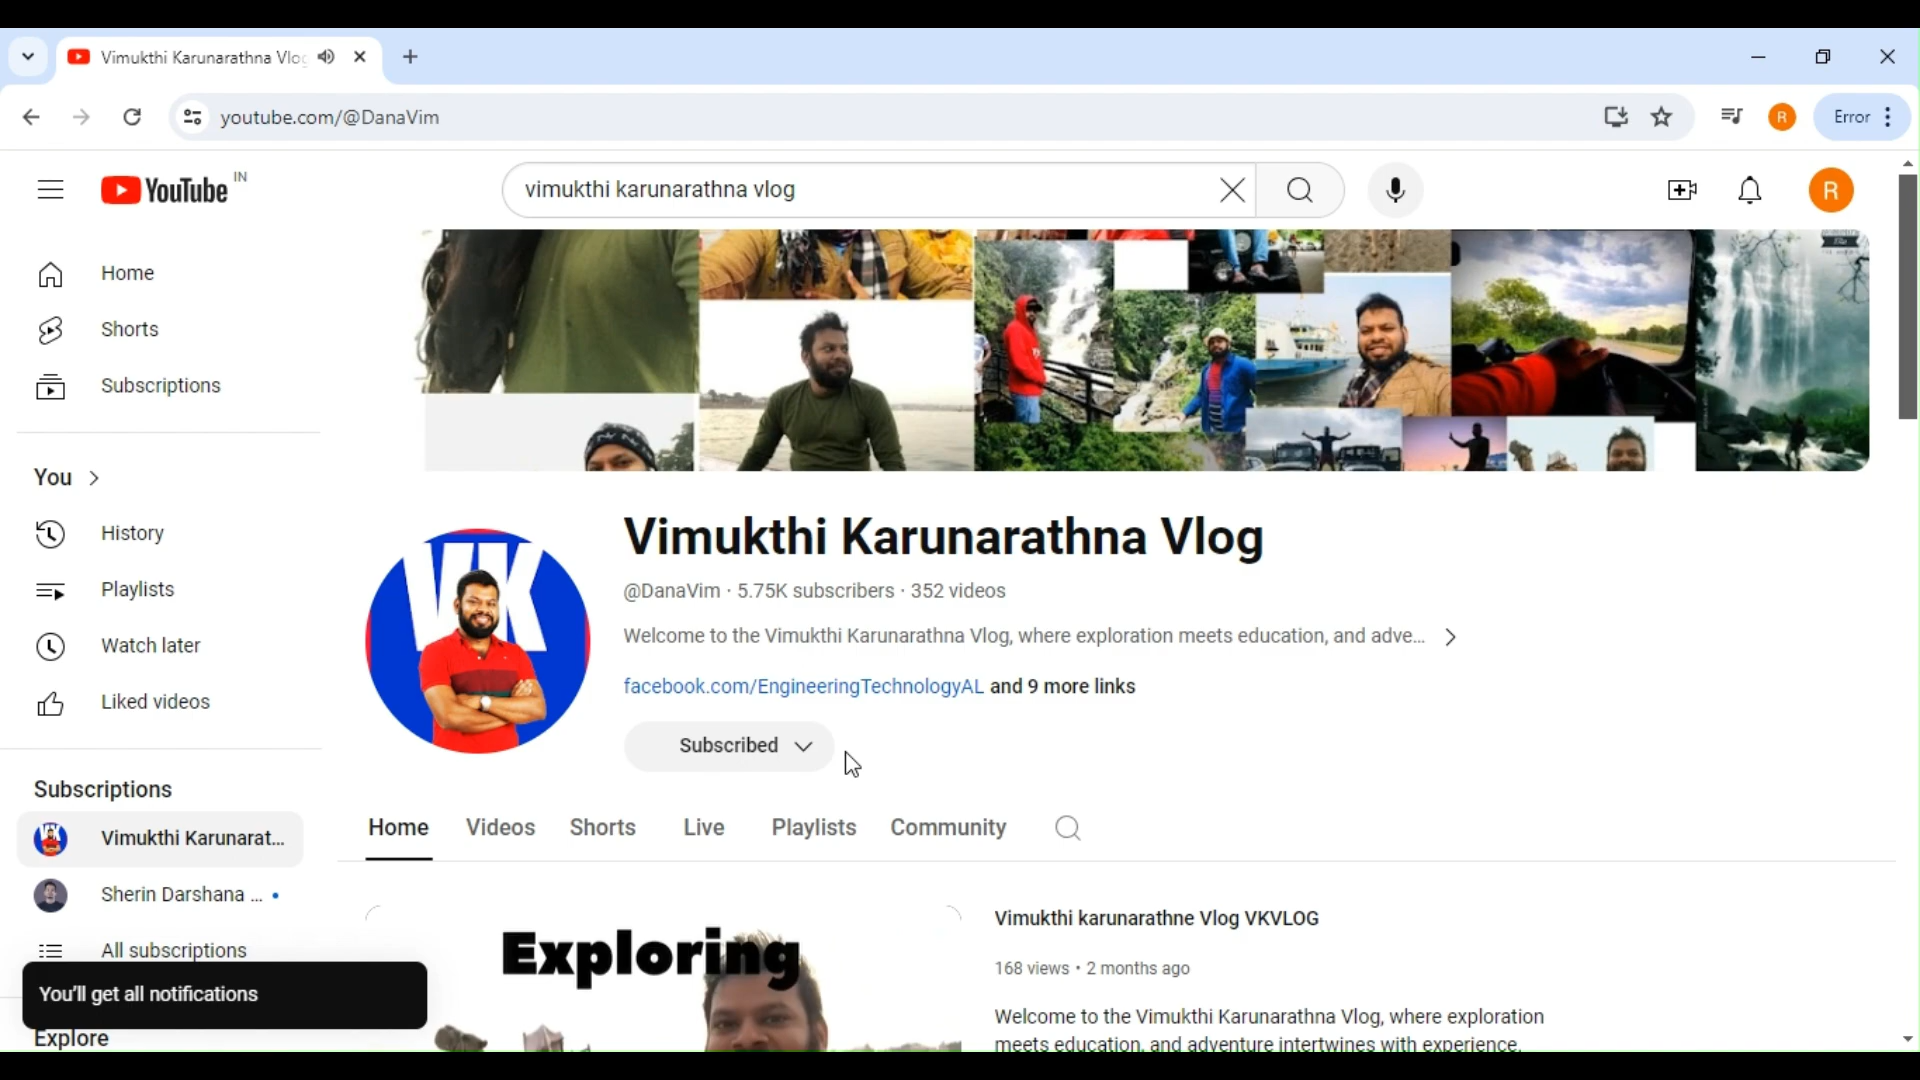 Vimukthi Karunarathna Vlog
youtube.com/@DanaVim
R
Error
YouTube IN
vimukthi karunarathna vlog
R
Home
Shorts
Subscriptions
You
History
Playlists
Watch later
Liked videos
Subscriptions
Vimukthi Karunarat...
Sherin Darshana ...
All subscriptions
You'll get all notifications
Explore
VK
Vimukthi Karunarathna Vlog
@DanaVim · 5.75K subscribers · 352 videos
Welcome to the Vimukthi Karunarathna Vlog, where exploration meets education, and adve...
facebook.com/EngineeringTechnologyAL and 9 more links
Subscribed
Home Videos Shorts Live Playlists Community
Exploring
Vimukthi karunarathne Vlog VKVLOG
168 views • 2 months ago
Welcome to the Vimukthi Karunarathna Vlog, where exploration
meets education, and adventure intertwines with experience.